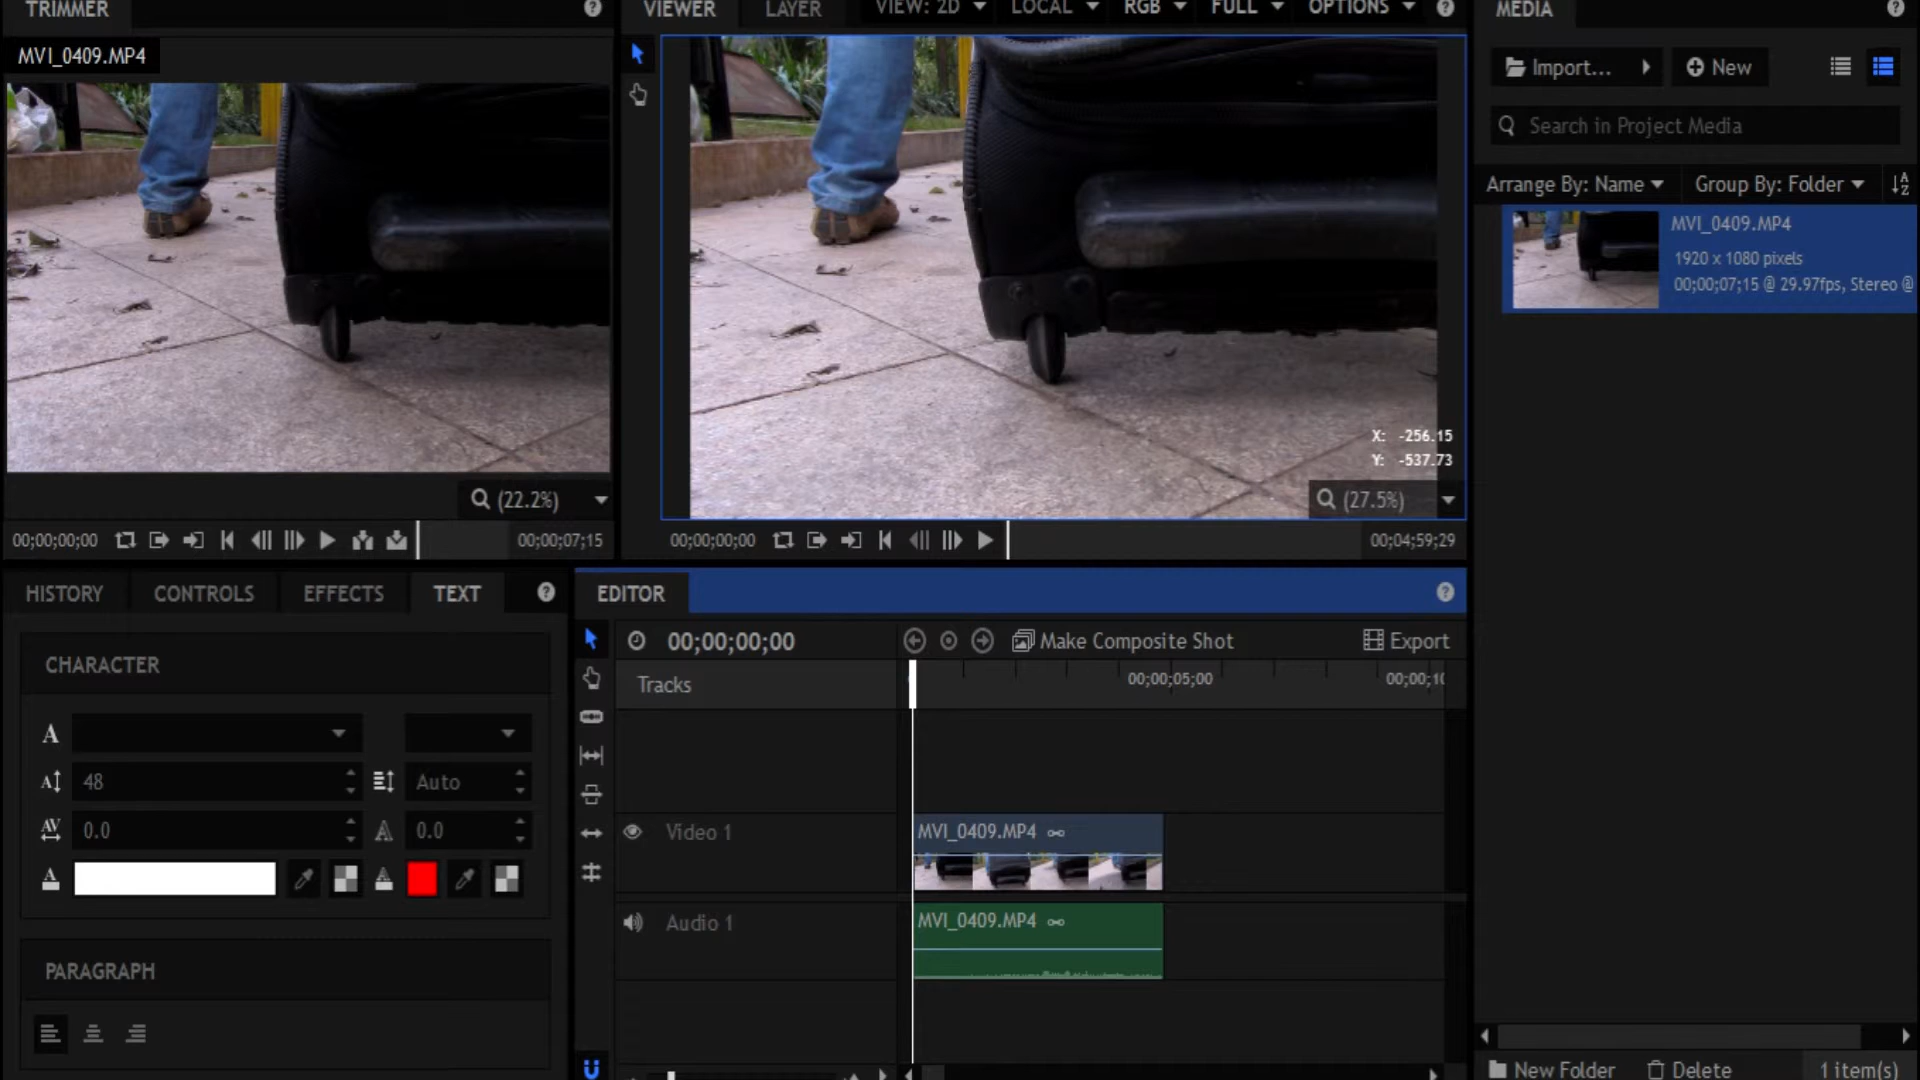 TRIMMER
MVI_0409.MP4
(22.2%)
00;00;00;00
00;00;07;15
VIEWER
LAYER
VIEW: 2D
LOCAL
RGB
FULL
OPTIONS
X: -256.15
Y: -537.73
(27.5%)
00;00;00;00
00;04;59;29
MEDIA
Import...
New
Search in Project Media
Arrange By: Name
Group By: Folder
MVI_0409.MP4
1920 x 1080 pixels
00;00;07;15 @ 29.97fps, Stereo @
HISTORY
CONTROLS
EFFECTS
TEXT
CHARACTER
48
Auto
0.0
0.0
PARAGRAPH
EDITOR
00;00;00;00
Make Composite Shot
Export
Tracks
00;00;05;00
00;00;10
Video 1
MVI_0409.MP4
Audio 1
MVI_0409.MP4
New Folder
Delete
1 item(s)